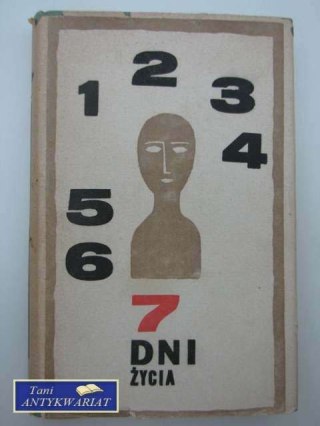 1 2 3
4
5
6
7
DNI
ŻYCIA
Tani
ANTYKWARIAT